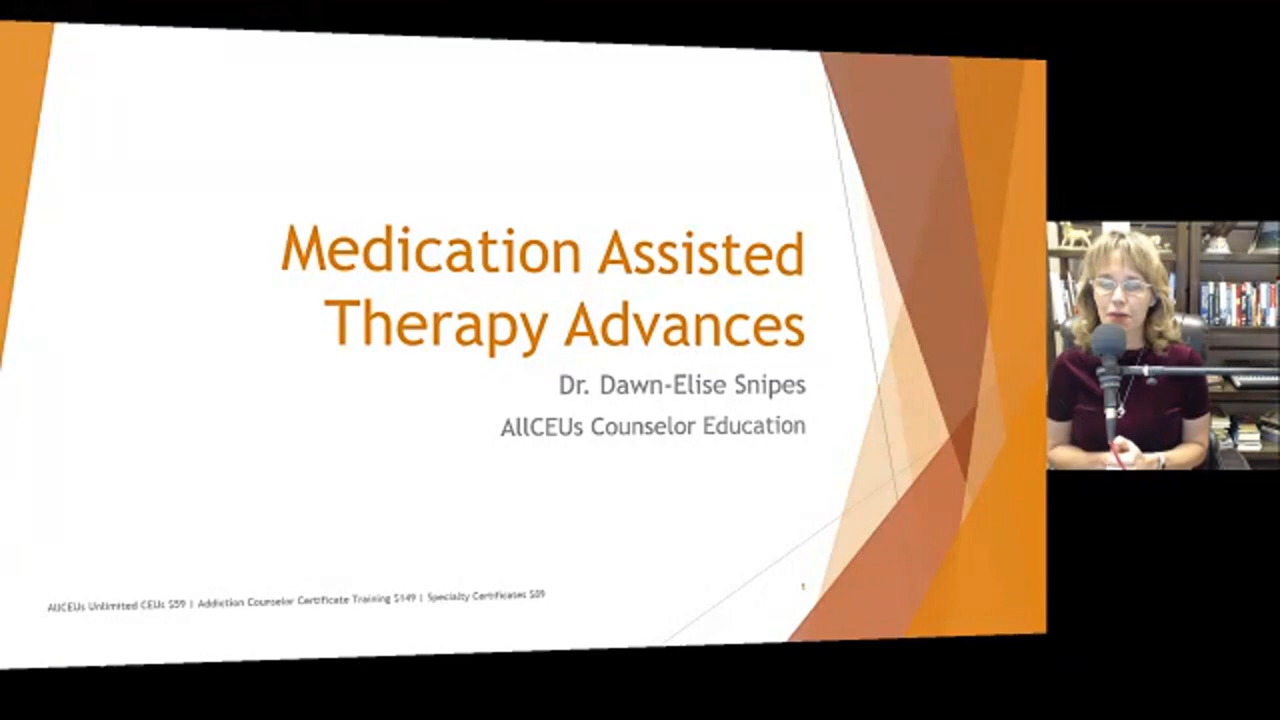 Medication Assisted
Therapy Advances
Dr. Dawn-Elise Snipes
AllCEUs Counselor Education
AllCEUs Unlimited CEUs $59 | Addiction Counselor Certificate Training $149 | Specialty Certificates $89
1